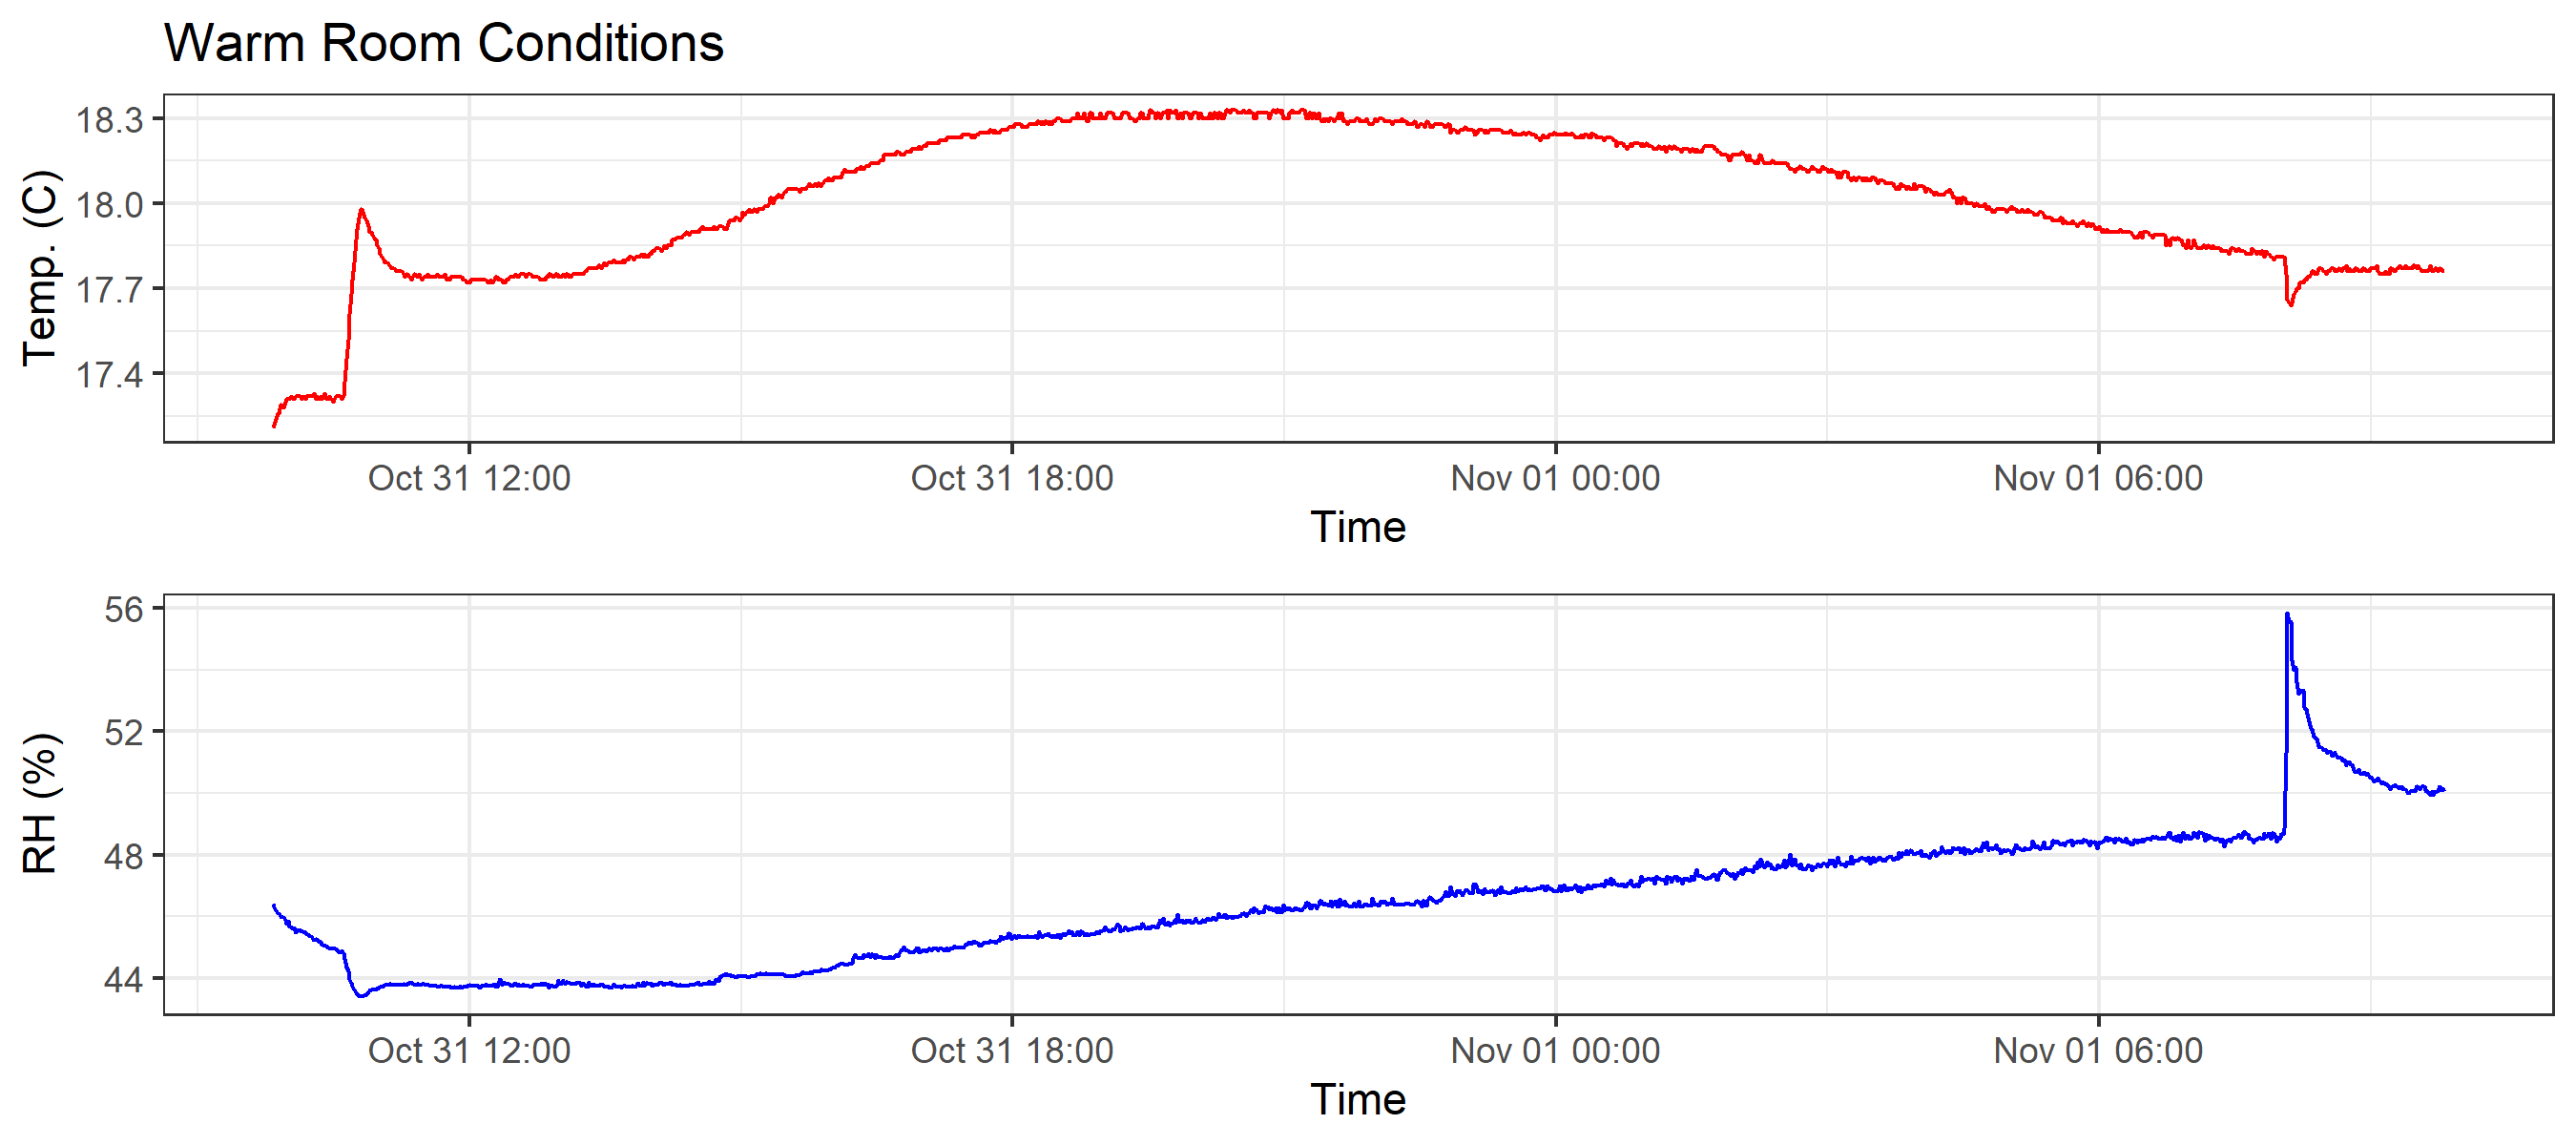 Warm Room Conditions
Temp. (C)
18.3
18.0
17.7
17.4
Oct 31 12:00 Oct 31 18:00 Nov 01 00:00 Nov 01 06:00
Time
RH (%)
56
52
48
44
Oct 31 12:00 Oct 31 18:00 Nov 01 00:00 Nov 01 06:00
Time